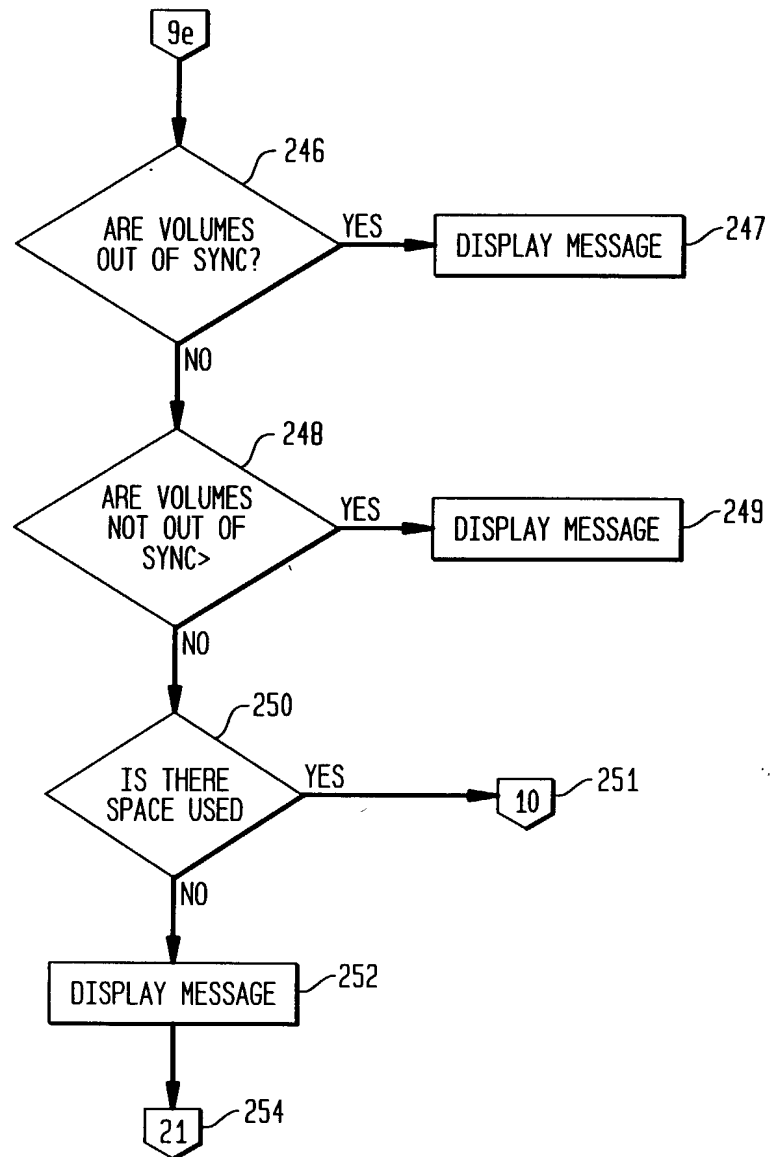 9e
246
ARE VOLUMES
OUT OF SYNC?
YES
DISPLAY MESSAGE
247
NO
248
ARE VOLUMES
NOT OUT OF
SYNC>
YES
DISPLAY MESSAGE
249
NO
250
IS THERE
SPACE USED
YES
10
251
NO
DISPLAY MESSAGE
252
21
254